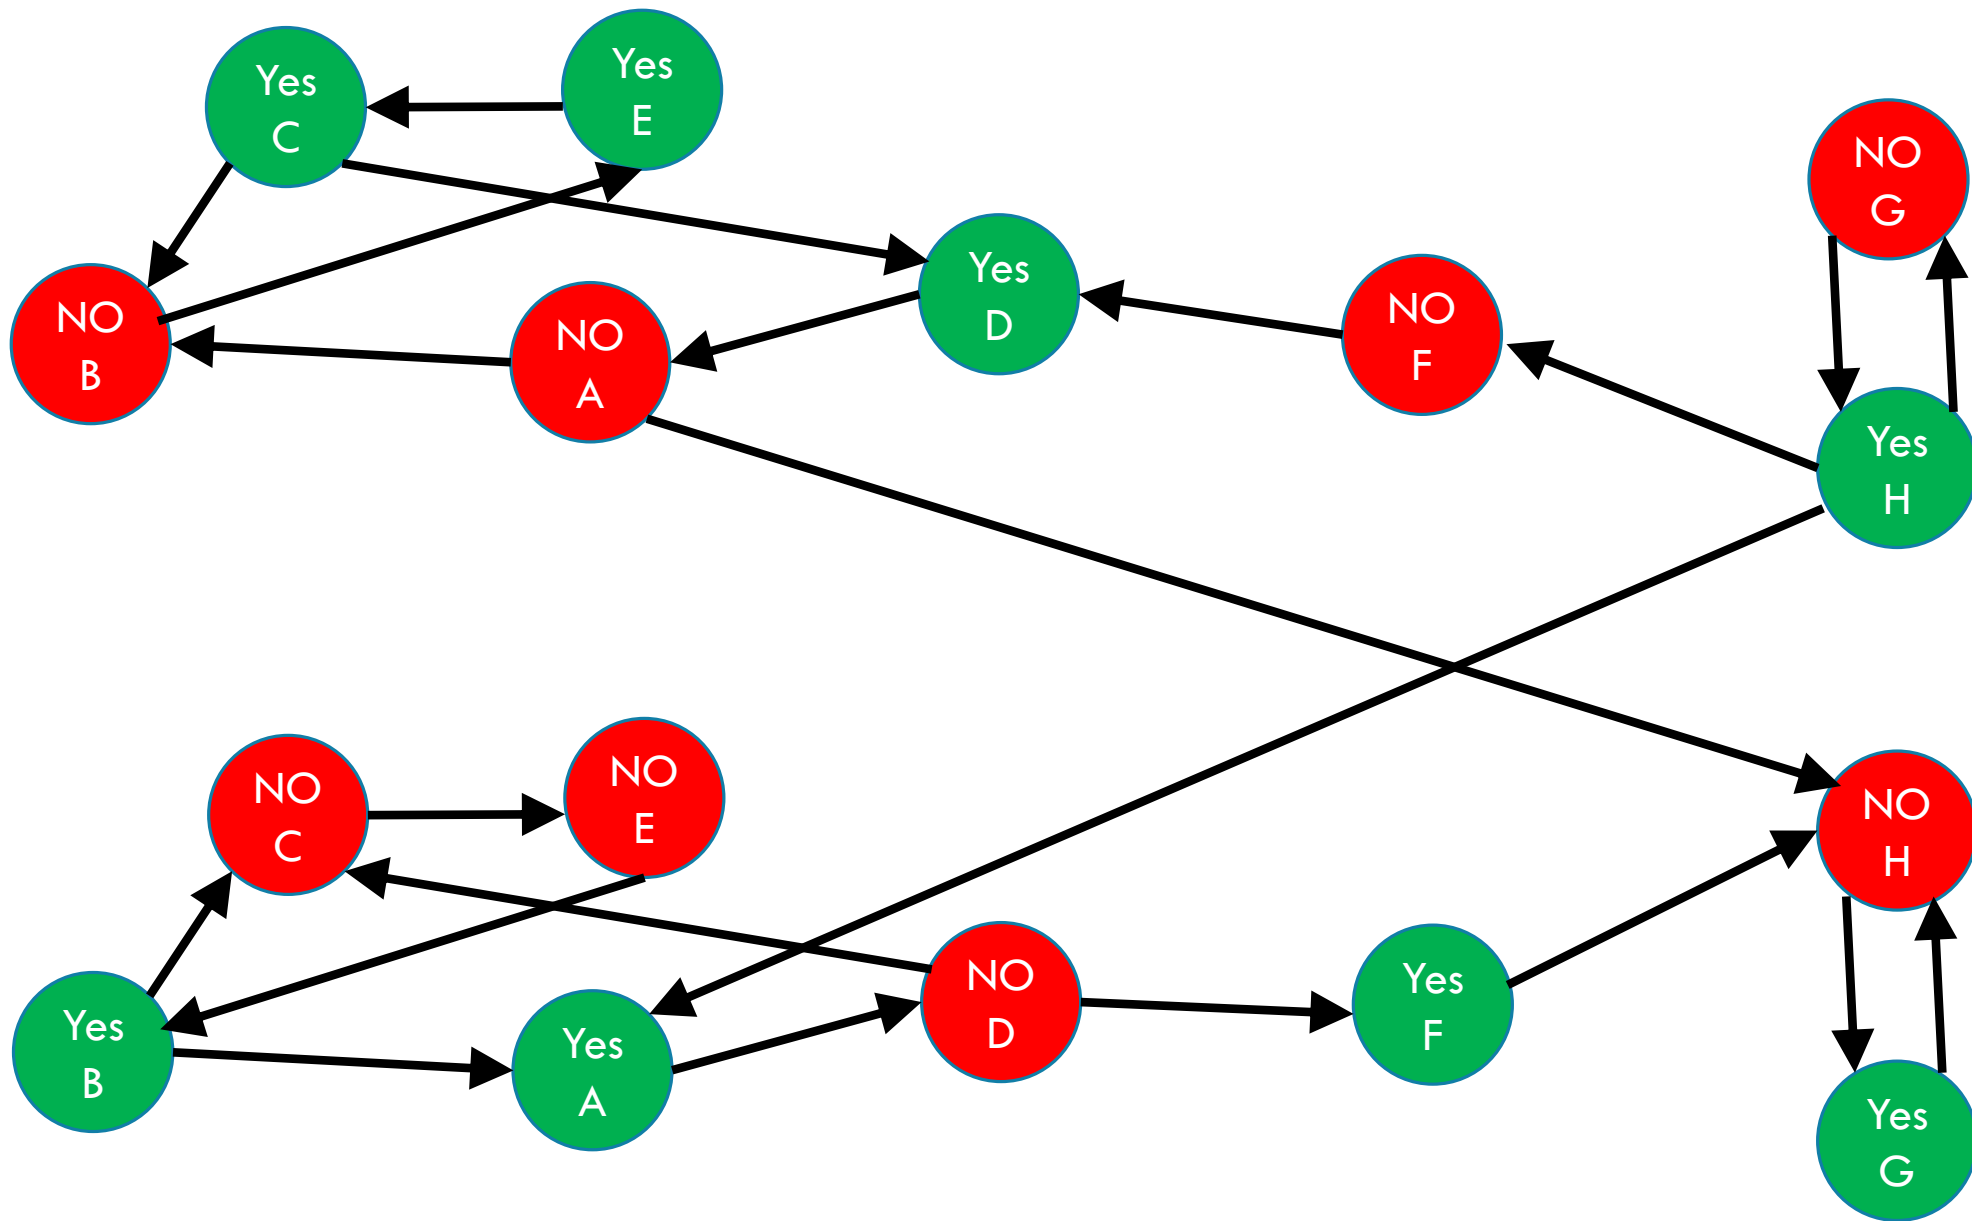 Yes
C
Yes
E
NO
G
NO
B
NO
A
Yes
D
NO
F
Yes
H
NO
C
NO
E
NO
H
Yes
B
Yes
A
NO
D
Yes
F
Yes
G